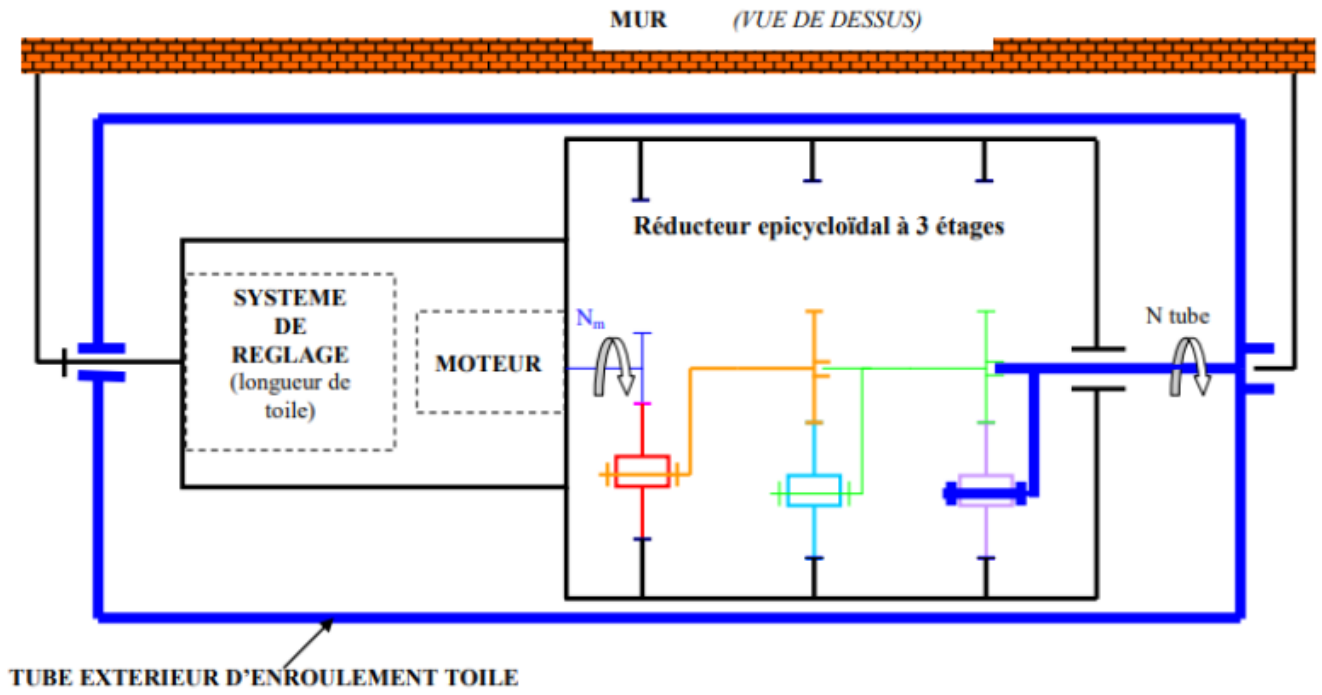 MUR (VUE DE DESSUS)
Réducteur epicycloïdal à 3 étages
SYSTEME
DE
REGLAGE
(longueur de
toile)
MOTEUR
Nm
N tube
TUBE EXTERIEUR D'ENROULEMENT TOILE